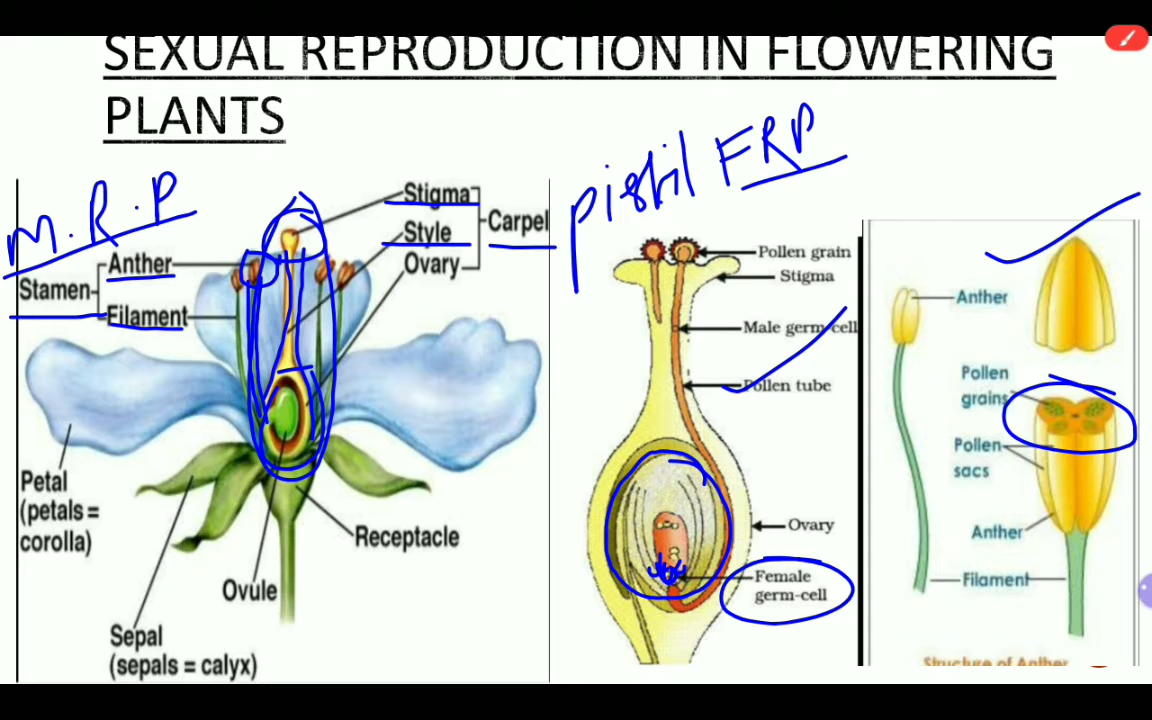 SEXUAL REPRODUCTION IN FLOWERING
PLANTS
M.R.P
Stigma
Style
Carpel
Ovary
Anther
Stamen
Filament
Petal
(petals =
corolla)
Receptacle
Ovule
Sepal
(sepals = calyx)
pistil FRP
Pollen grain
Stigma
Male germ-cell
Pollen tube
Ovary
Female
germ-cell
Anther
Pollen
grains
Pollen
sacs
Anther
Filament
Structure of Anther